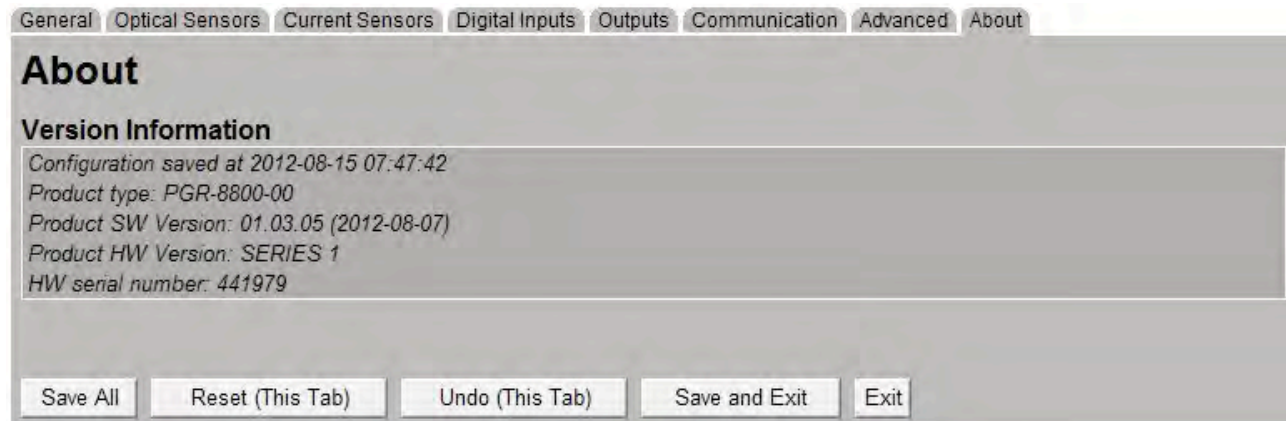 General Optical Sensors Current Sensors Digital Inputs Outputs Communication Advanced About
About
Version Information
Configuration saved at 2012-08-15 07:47:42
Product type: PGR-8800-00
Product SW Version: 01.03.05 (2012-08-07)
Product HW Version: SERIES 1
HW serial number: 441979
Save All Reset (This Tab) Undo (This Tab) Save and Exit Exit